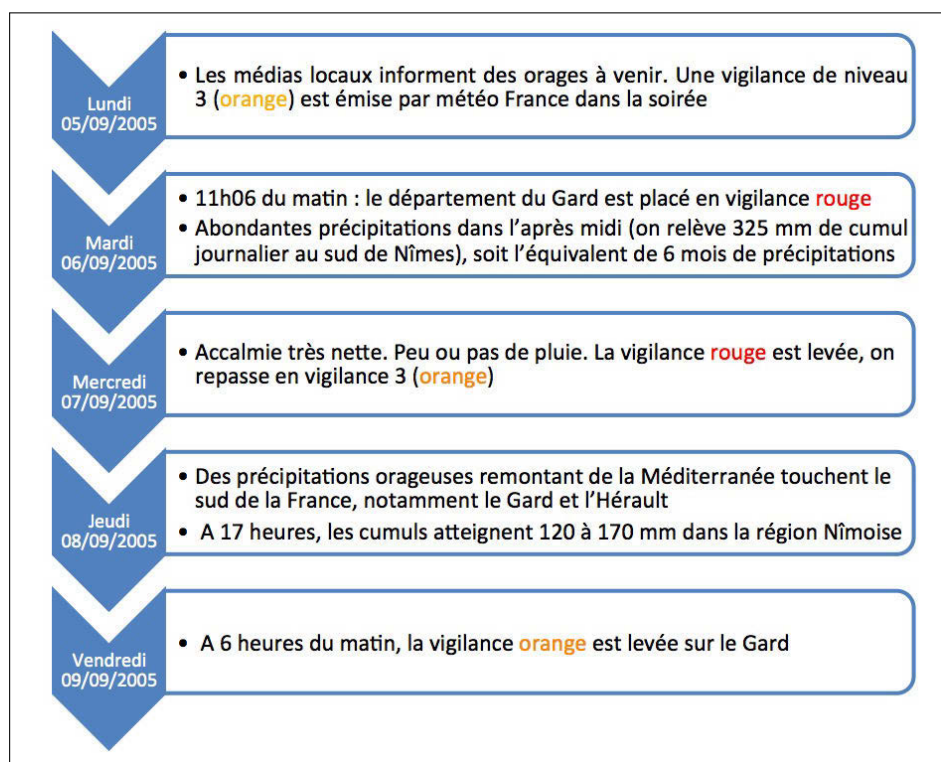 Lundi
05/09/2005
• Les médias locaux informent des orages à venir. Une vigilance de niveau
3 (orange) est émise par météo France dans la soirée
Mardi
06/09/2005
• 11h06 du matin : le département du Gard est placé en vigilance rouge
• Abondantes précipitations dans l'après midi (on relève 325 mm de cumul
journalier au sud de Nîmes), soit l'équivalent de 6 mois de précipitations
Mercredi
07/09/2005
• Accalmie très nette. Peu ou pas de pluie. La vigilance rouge est levée, on
repasse en vigilance 3 (orange)
Jeudi
08/09/2005
• Des précipitations orageuses remontant de la Méditerranée touchent le
sud de la France, notamment le Gard et l'Hérault
• A 17 heures, les cumuls atteignent 120 à 170 mm dans la région Nîmoise
Vendredi
09/09/2005
• A 6 heures du matin, la vigilance orange est levée sur le Gard